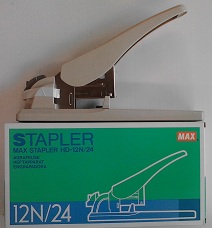 STAPLER
MAX
MAX STAPLER HD-12N/24
12N/24